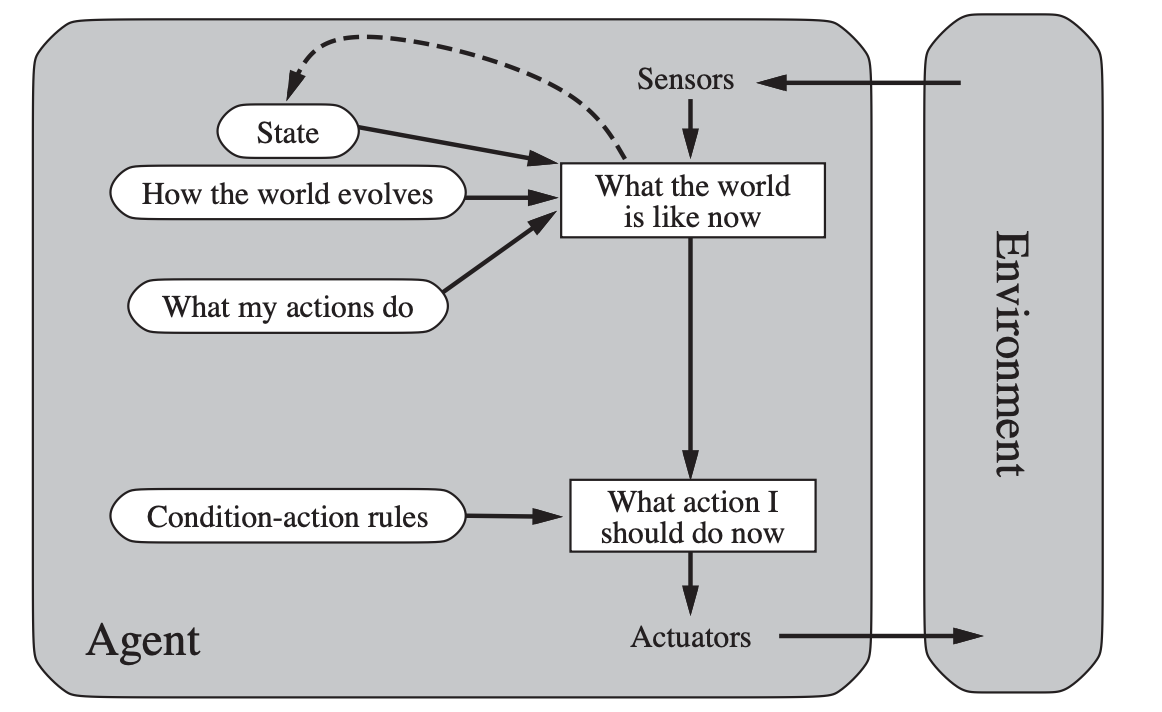 Sensors
State
What the world
is like now
How the world evolves
What my actions do
Environment
Condition-action rules
What action I
should do now
Agent
Actuators